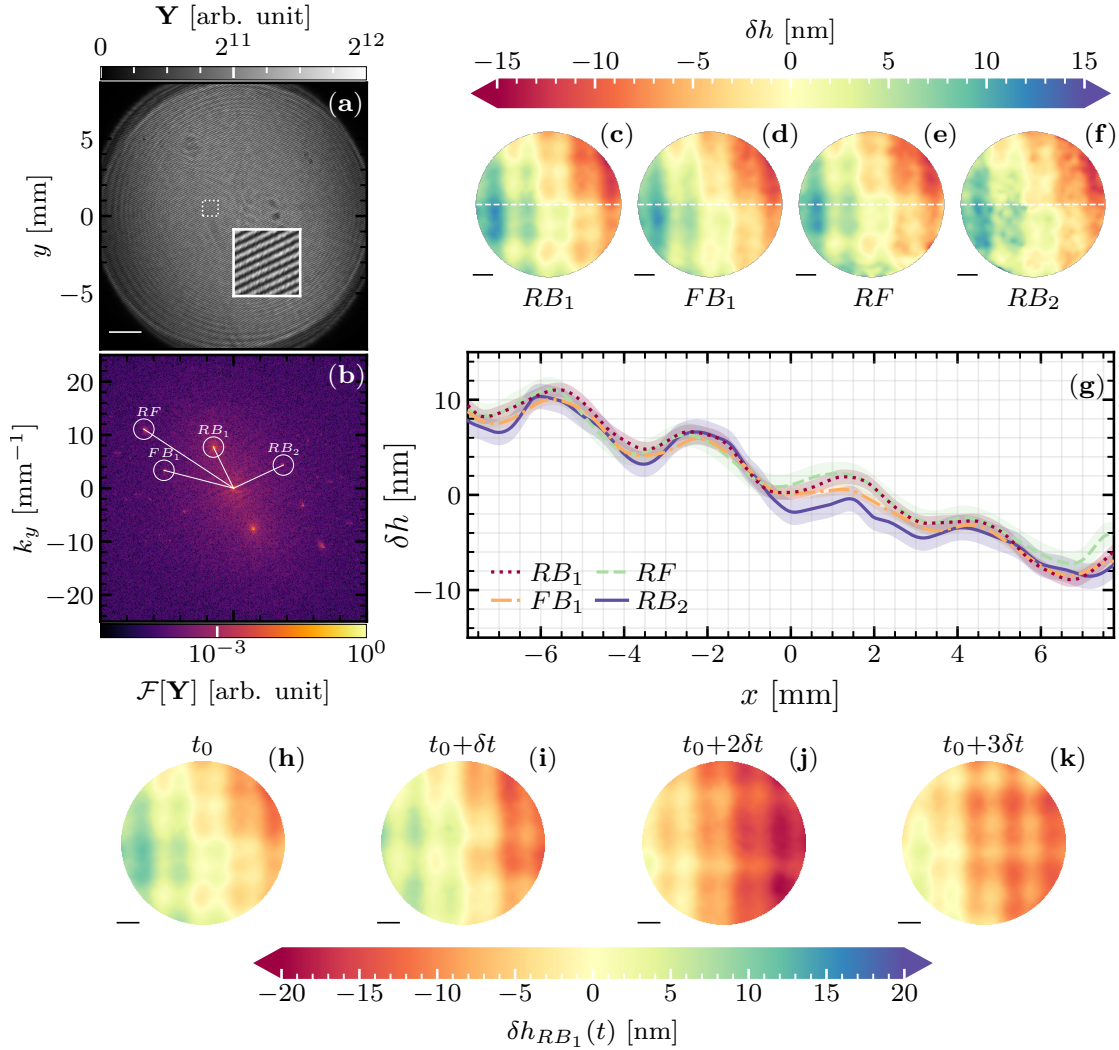 Y [arb. unit]
0 2^11 2^12
(a)
y [mm]
5
0
−5
(b)
RF
RB_1
FB_1
RB_2
k_y [mm^−1]
20
10
0
−10
−20
10^−3 10^0
F[Y] [arb. unit]
δh [nm]
−15 −10 −5 0 5 10 15
(c) (d) (e) (f)
RB_1 FB_1 RF RB_2
(g)
δh [nm]
10
0
−10
RB_1 RF
FB_1 RB_2
−6 −4 −2 0 2 4 6
x [mm]
t_0 (h) t_0+δt (i) t_0+2δt (j) t_0+3δt (k)
−20 −15 −10 −5 0 5 10 15 20
δh_{RB_1}(t) [nm]